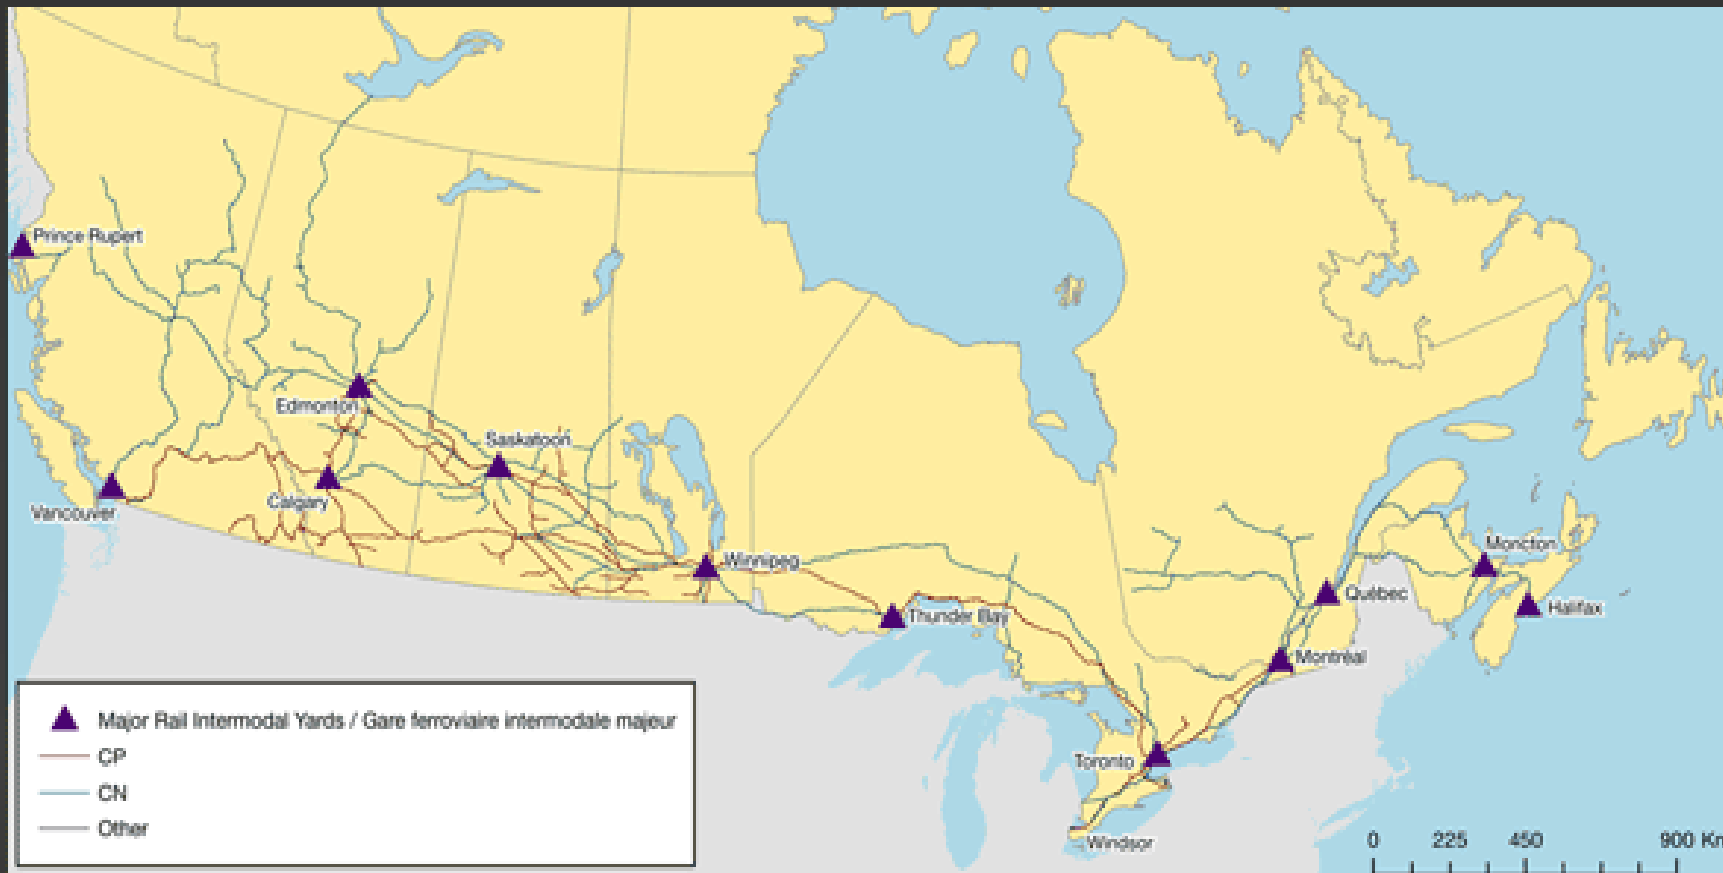 Prince Rupert
Edmonton
Saskatoon
Calgary
Vancouver
Winnipeg
Thunder Bay
Moncton
Québec
Halifax
Montréal
Toronto
Windsor
Major Rail Intermodal Yards / Gare ferroviaire intermodale majeur
CP
CN
Other
0 225 450 900 Km